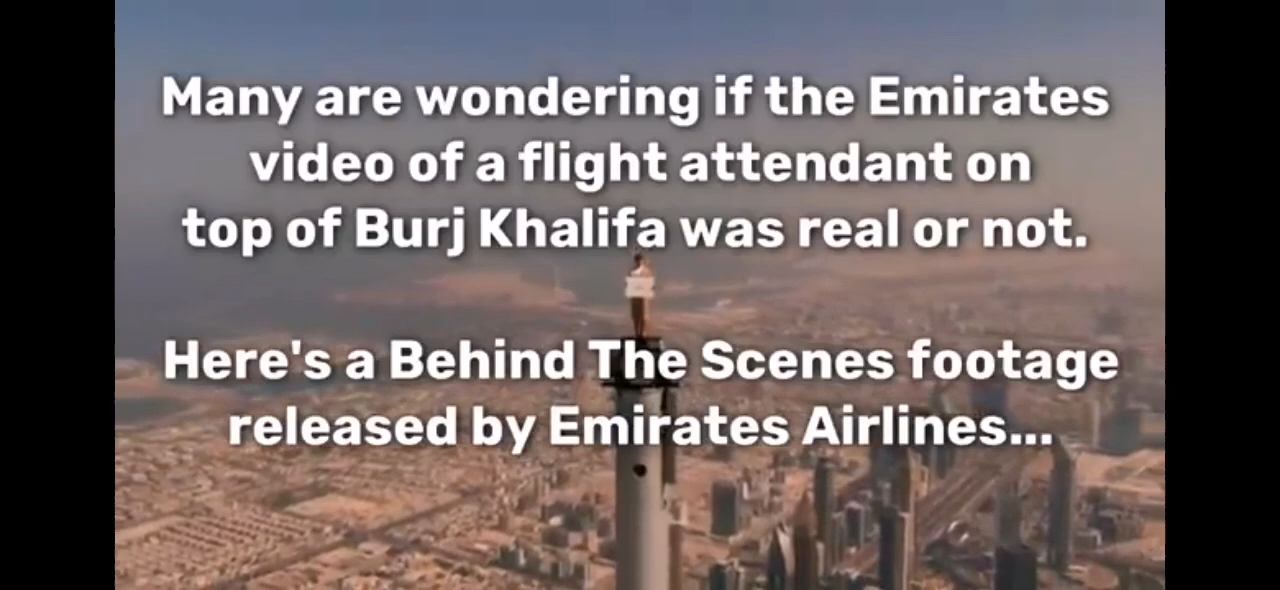 Many are wondering if the Emirates
video of a flight attendant on
top of Burj Khalifa was real or not.
Here's a Behind The Scenes footage
released by Emirates Airlines...